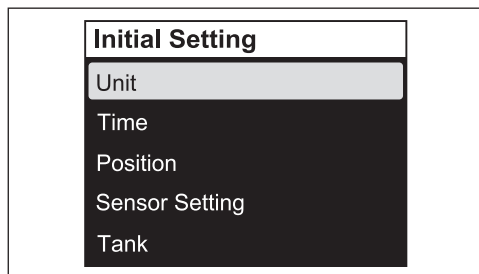 Initial Setting
Unit
Time
Position
Sensor Setting
Tank